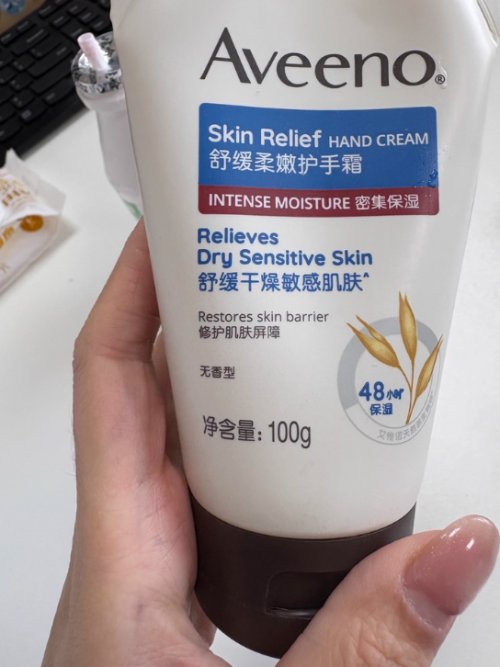 Aveeno®
Skin Relief HAND CREAM
舒缓柔嫩护手霜
INTENSE MOISTURE 密集保湿
Relieves
Dry Sensitive Skin
舒缓干燥敏感肌肤^
Restores skin barrier
修护肌肤屏障
无香型
48小时
保湿
净含量：100g